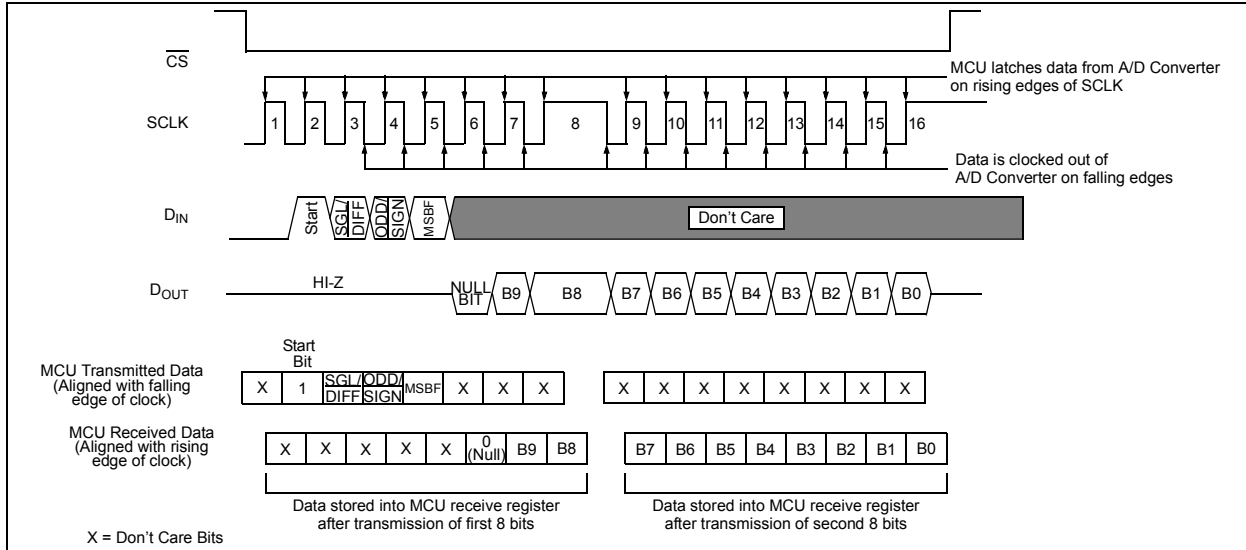 CS
MCU latches data from A/D Converter
on rising edges of SCLK
SCLK
1 2 3 4 5 6 7 8 9 10 11 12 13 14 15 16
Data is clocked out of
A/D Converter on falling edges
DIN
Start
SGL/
DIFF
ODD/
SIGN
MSBF
Don't Care
DOUT
HI-Z
NULL
BIT
B9 B8 B7 B6 B5 B4 B3 B2 B1 B0
Start
Bit
MCU Transmitted Data
(Aligned with falling
edge of clock)
X 1 SGL/ ODD/ MSBF X X X X X X X X X X X
DIFF SIGN
MCU Received Data
(Aligned with rising
edge of clock)
X X X X X 0 B9 B8 B7 B6 B5 B4 B3 B2 B1 B0
(Null)
Data stored into MCU receive register
after transmission of first 8 bits
Data stored into MCU receive register
after transmission of second 8 bits
X = Don't Care Bits